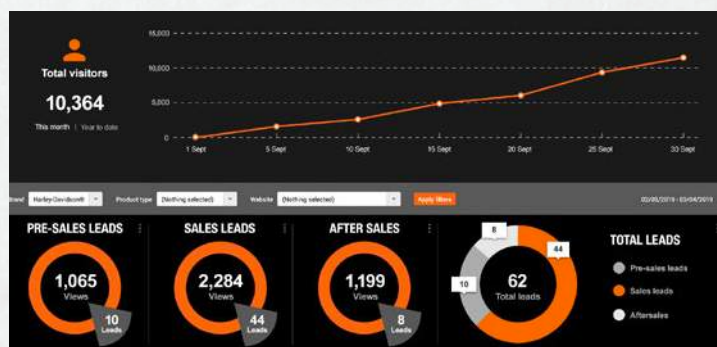 Total visitors
10,364
This month | Year to date
15,000
10,000
5,000
0
1 Sept
5 Sept
10 Sept
15 Sept
20 Sept
25 Sept
30 Sept
Harley-Davidson®
Product type
(Nothing selected)
Website
(Nothing selected)
Apply filters
PRE-SALES LEADS
1,065
Views
10
Leads
SALES LEADS
2,284
Views
44
Leads
AFTER SALES
1,199
Views
8
Leads
8
44
10
62
Total leads
TOTAL LEADS
Pre-sales leads
Sales leads
Aftersales